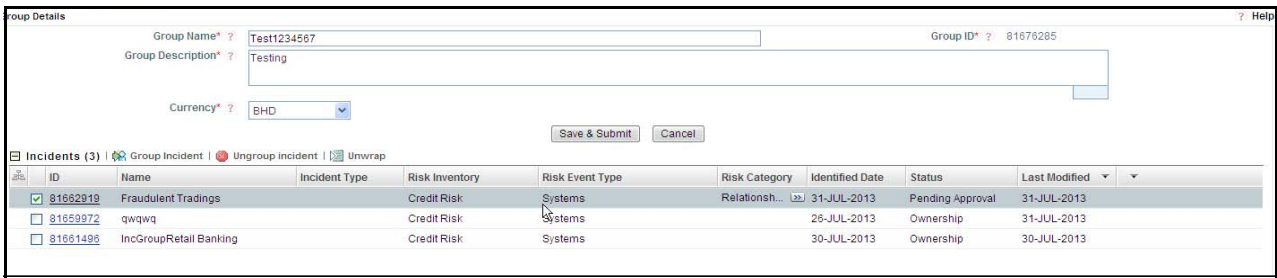 roup Details ? Help
Group Name* ? Test1234567 Group ID* ? 81676285
Group Description* ? Testing
Currency* ? BHD
Save & Submit Cancel
Incidents (3) | Group Incident | Ungroup incident | Unwrap
ID Name Incident Type Risk Inventory Risk Event Type Risk Category Identified Date Status Last Modified
81662919 Fraudulent Tradings Credit Risk Systems Relationsh... >> 31-JUL-2013 Pending Approval 31-JUL-2013
81659972 qwqwq Credit Risk Systems 26-JUL-2013 Ownership 31-JUL-2013
81661496 IncGroupRetail Banking Credit Risk Systems 30-JUL-2013 Ownership 30-JUL-2013